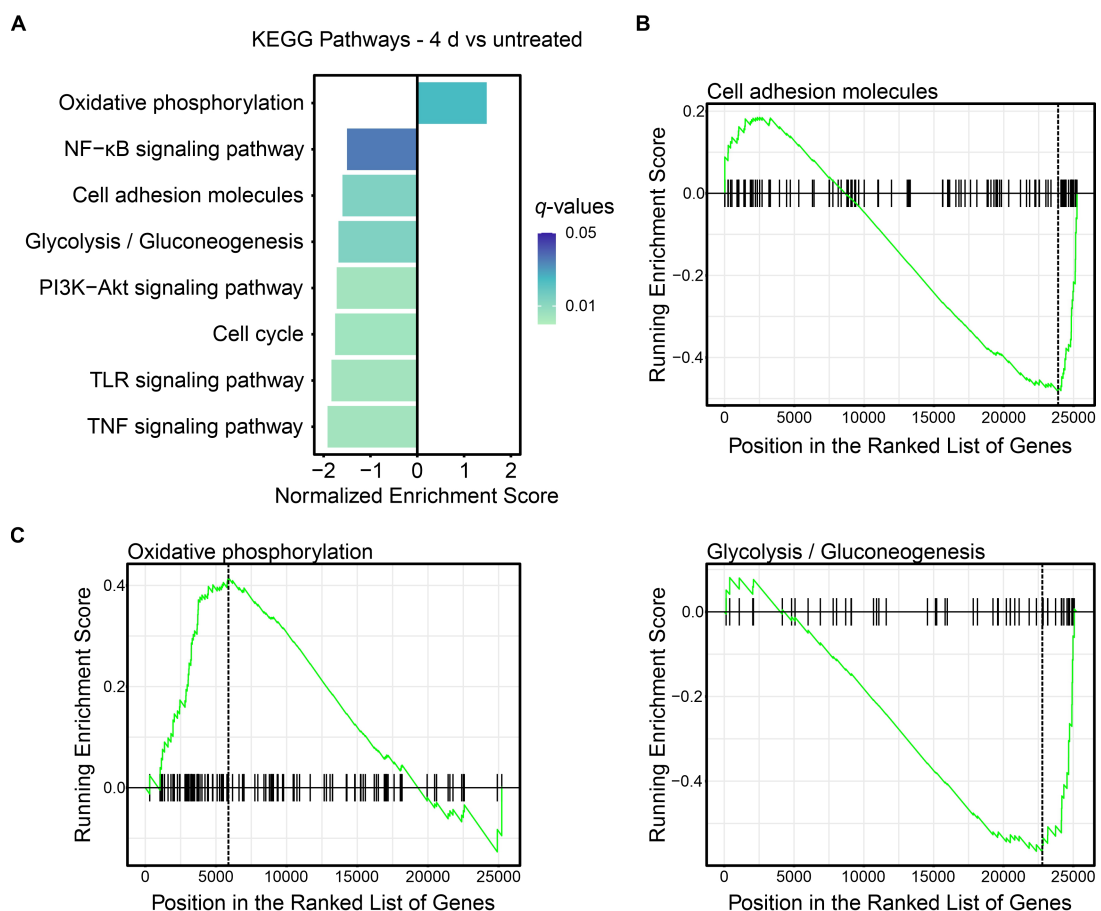 A
KEGG Pathways - 4 d vs untreated
Oxidative phosphorylation
NF−κB signaling pathway
Cell adhesion molecules
Glycolysis / Gluconeogenesis
PI3K−Akt signaling pathway
Cell cycle
TLR signaling pathway
TNF signaling pathway
−2 −1 0 1 2
Normalized Enrichment Score
q-values
0.05
0.01
B
Cell adhesion molecules
0.2
0.0
−0.2
−0.4
Running Enrichment Score
0 5000 10000 15000 20000 25000
Position in the Ranked List of Genes
C
Oxidative phosphorylation
0.4
0.2
0.0
Running Enrichment Score
0 5000 10000 15000 20000 25000
Position in the Ranked List of Genes
Glycolysis / Gluconeogenesis
0.0
−0.2
−0.4
Running Enrichment Score
0 5000 10000 15000 20000 25000
Position in the Ranked List of Genes